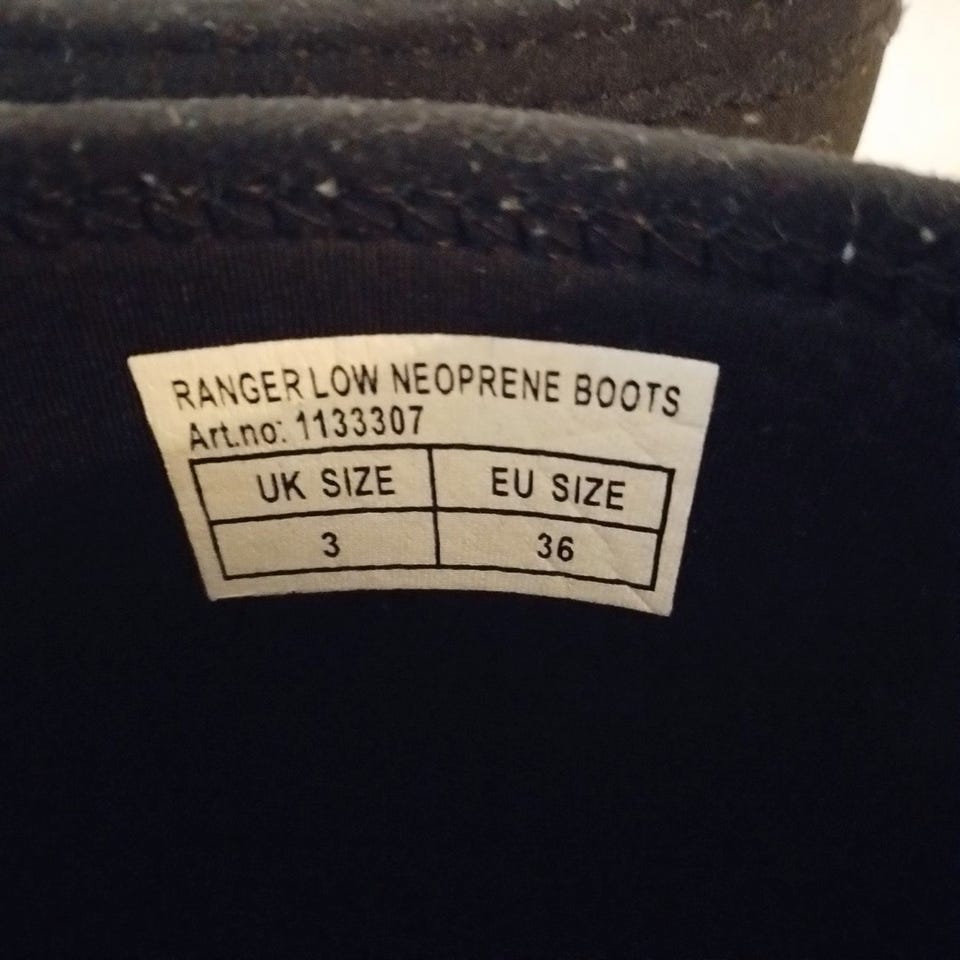 RANGER LOW NEOPRENE BOOTS
Art.no: 1133307
UK SIZE EU SIZE
3 36